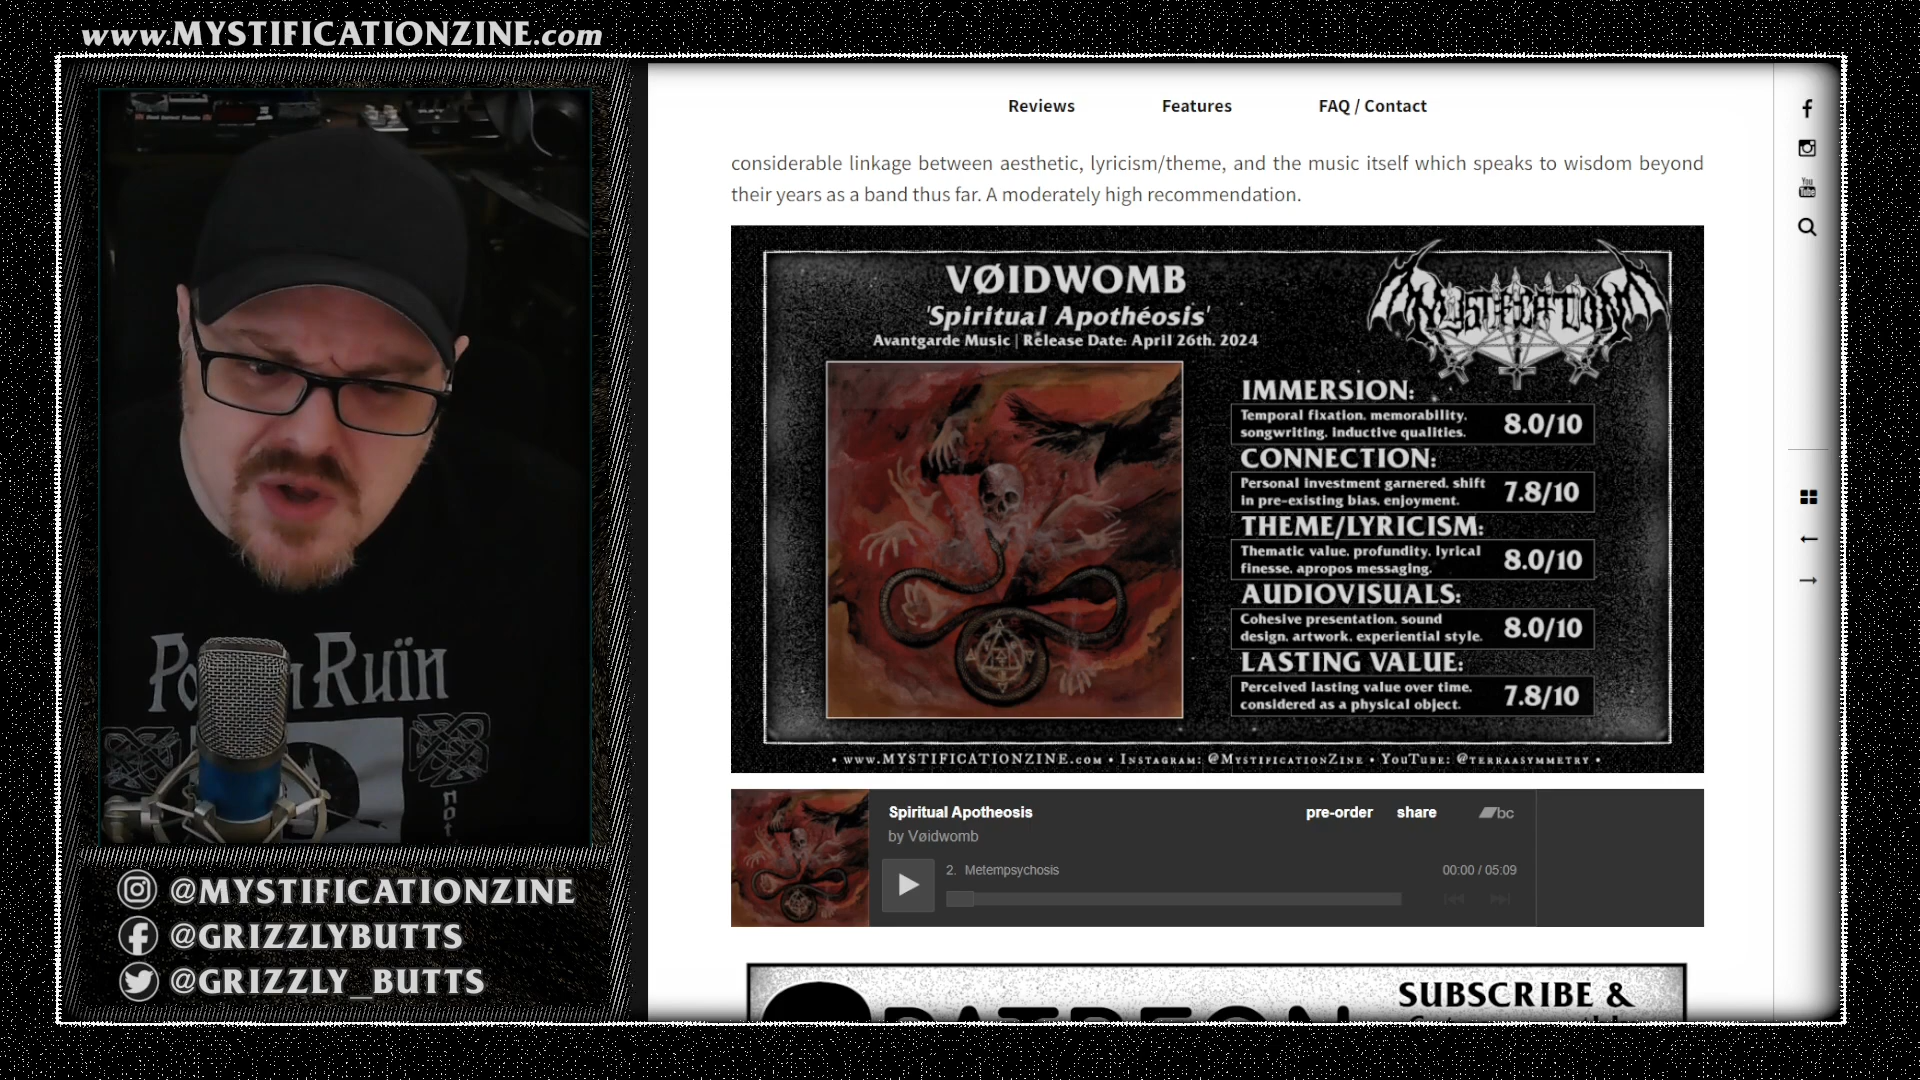 www.MYSTIFICATIONZINE.com
Reviews
Features
FAQ / Contact
considerable linkage between aesthetic, lyricism/theme, and the music itself which speaks to wisdom beyond
their years as a band thus far. A moderately high recommendation.
VØIDWOMB
'Spiritual Apothéosis'
Avantgarde Music | Release Date: April 26th, 2024
MYSTIFICATION
IMMERSION:
Temporal fixation, memorability,
songwriting, inductive qualities.
8.0/10
CONNECTION:
Personal investment garnered, shift
in pre-existing bias, enjoyment.
7.8/10
THEME/LYRICISM:
Thematic value, profundity, lyrical
finesse, apropos messaging.
8.0/10
AUDIOVISUALS:
Cohesive presentation, sound
design, artwork, experiential style.
8.0/10
LASTING VALUE:
Perceived lasting value over time,
considered as a physical object.
7.8/10
• www.MYSTIFICATIONZINE.com • Instagram: @MystificationZine • YouTube: @terraasymmetry •
Spiritual Apotheosis
by Vøidwomb
pre-order
share
bc
2. Metempsychosis
00:00 / 05:09
PATREON
SUBSCRIBE &
You
Tube
Ruïn
not
@MYSTIFICATIONZINE
@GRIZZLYBUTTS
@GRIZZLY_BUTTS